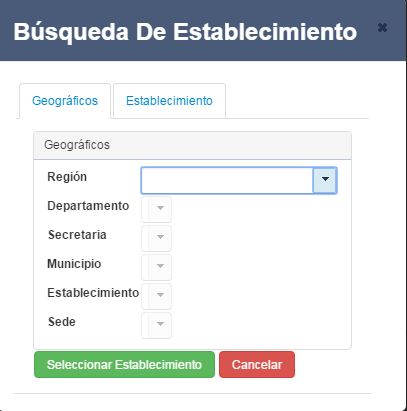 Búsqueda De Establecimiento
Geográficos Establecimiento
Geográficos
Región
Departamento
Secretaria
Municipio
Establecimiento
Sede
Seleccionar Establecimiento Cancelar